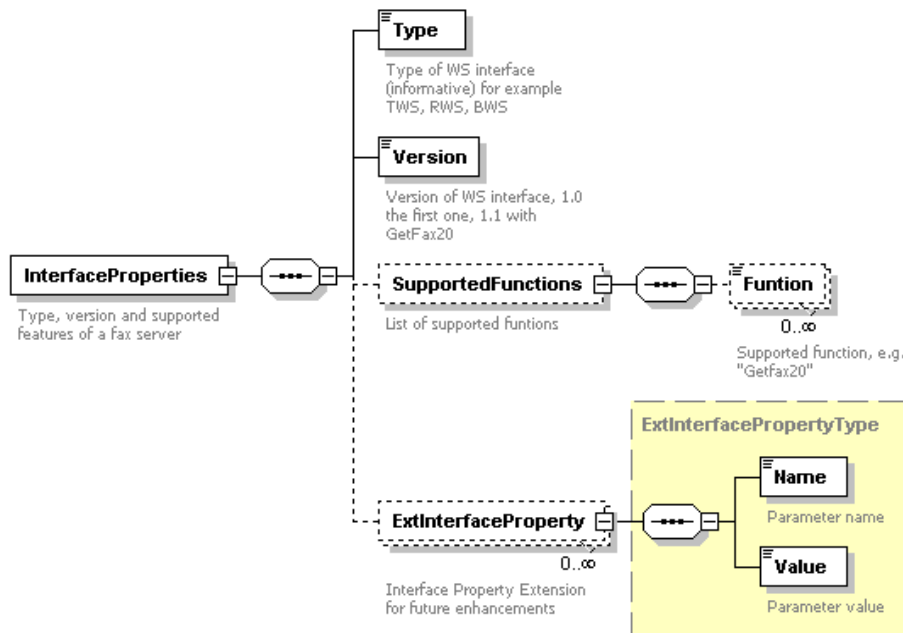 Type
Type of WS interface
(informative) for example
TWS, RWS, BWS
Version
Version of WS interface, 1.0
the first one, 1.1 with
GetFax20
InterfaceProperties
Type, version and supported
features of a fax server
SupportedFunctions
List of supported funtions
Funtion
0..∞
Supported function, e.g.
"Getfax20"
ExtInterfacePropertyType
ExtInterfaceProperty
0..∞
Interface Property Extension
for future enhancements
Name
Parameter name
Value
Parameter value